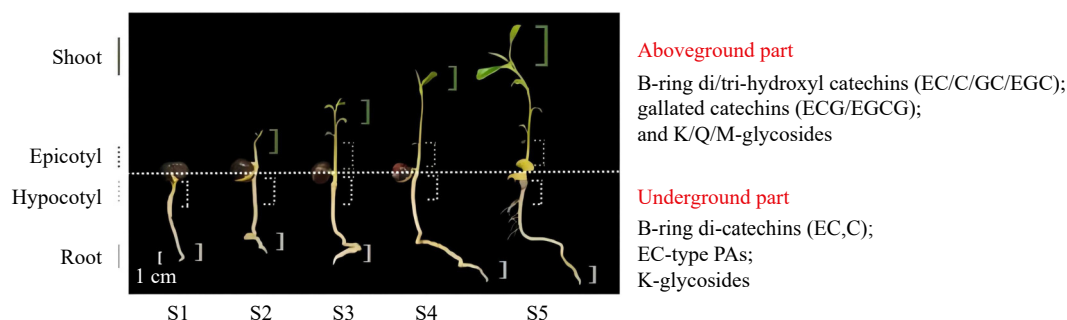 Shoot
Epicotyl
Hypocotyl
Root
1 cm
S1 S2 S3 S4 S5
Aboveground part
B-ring di/tri-hydroxyl catechins (EC/C/GC/EGC);
gallated catechins (ECG/EGCG);
and K/Q/M-glycosides
Underground part
B-ring di-catechins (EC,C);
EC-type PAs;
K-glycosides